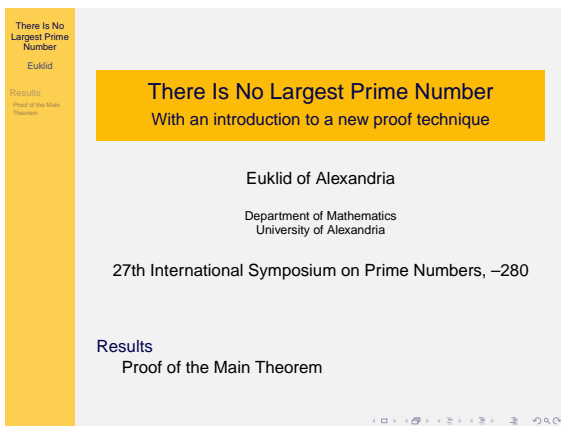 There Is No
Largest Prime
Number
Euklid
Results
Proof of the Main
Theorem
There Is No Largest Prime Number
With an introduction to a new proof technique
Euklid of Alexandria
Department of Mathematics
University of Alexandria
27th International Symposium on Prime Numbers, –280
Results
Proof of the Main Theorem